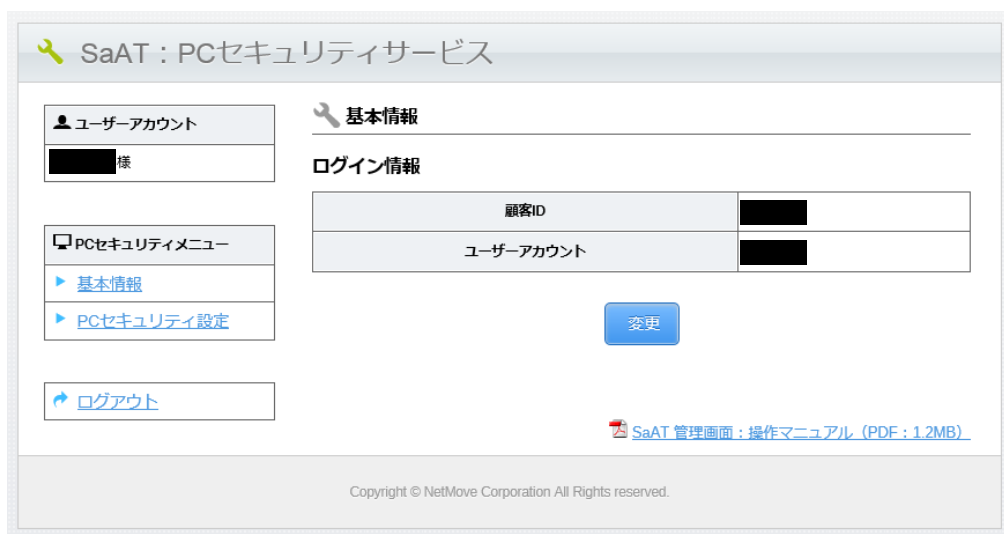 SaAT：PCセキュリティサービス
ユーザーアカウント
様
PCセキュリティメニュー
基本情報
PCセキュリティ設定
ログアウト
基本情報
ログイン情報
顧客ID
ユーザーアカウント
変更
SaAT 管理画面：操作マニュアル（PDF：1.2MB）
Copyright © NetMove Corporation All Rights reserved.